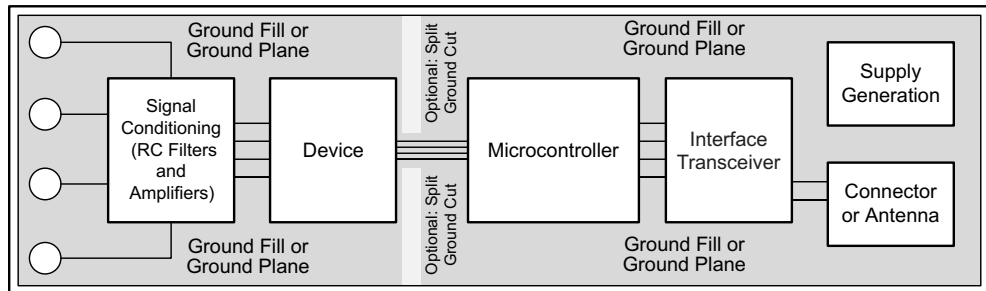 Ground Fill or
Ground Plane
Optional: Split
Ground Cut
Ground Fill or
Ground Plane
Signal
Conditioning
(RC Filters
and
Amplifiers)
Device
Microcontroller
Interface
Transceiver
Supply
Generation
Connector
or Antenna
Ground Fill or
Ground Plane
Optional: Split
Ground Cut
Ground Fill or
Ground Plane